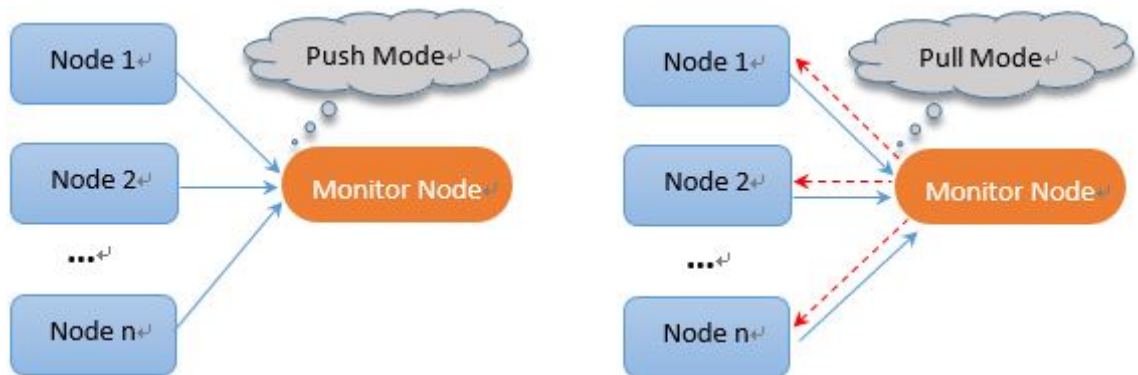 Node 1↵
Push Mode↵
Node 2↵
Monitor Node↵
...↵
Node n↵
Node 1↵
Pull Mode↵
Node 2↵
Monitor Node↵
...↵
Node n↵